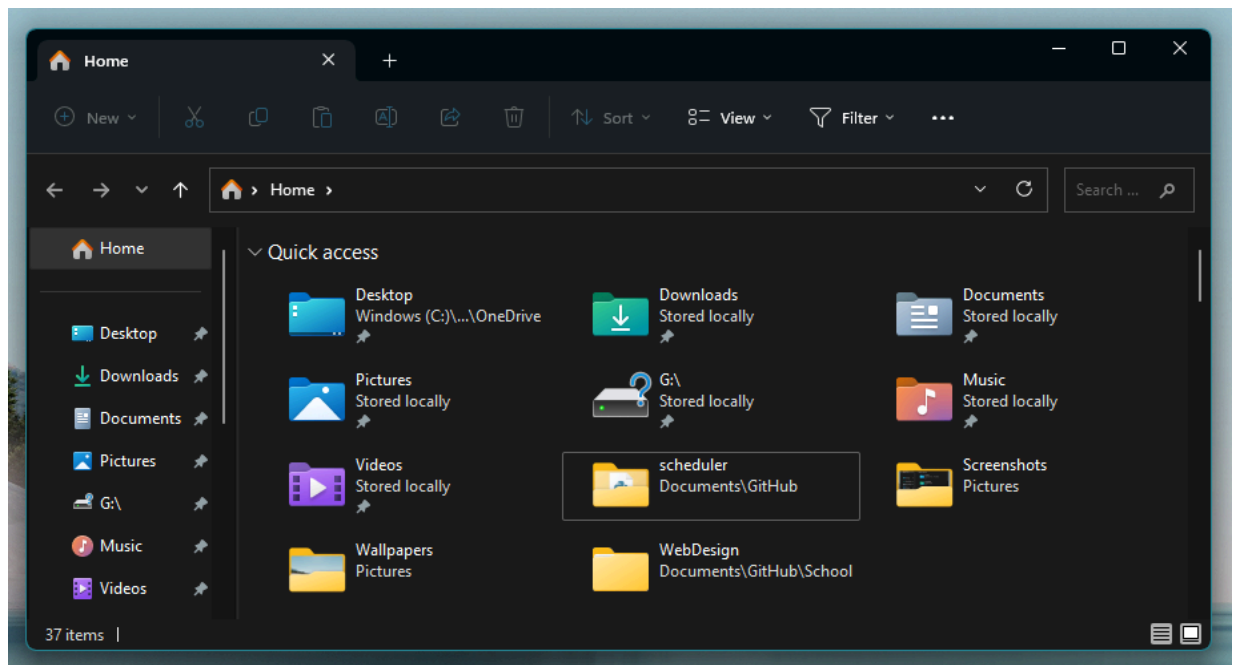 Home
New
Sort
View
Filter
Home
Search ...
Home
Desktop
Downloads
Documents
Pictures
G:\
Music
Videos
Quick access
Desktop
Windows (C:)\...\OneDrive
Downloads
Stored locally
Documents
Stored locally
Pictures
Stored locally
G:\
Stored locally
Music
Stored locally
Videos
Stored locally
scheduler
Documents\GitHub
Screenshots
Pictures
Wallpapers
Pictures
WebDesign
Documents\GitHub\School
37 items